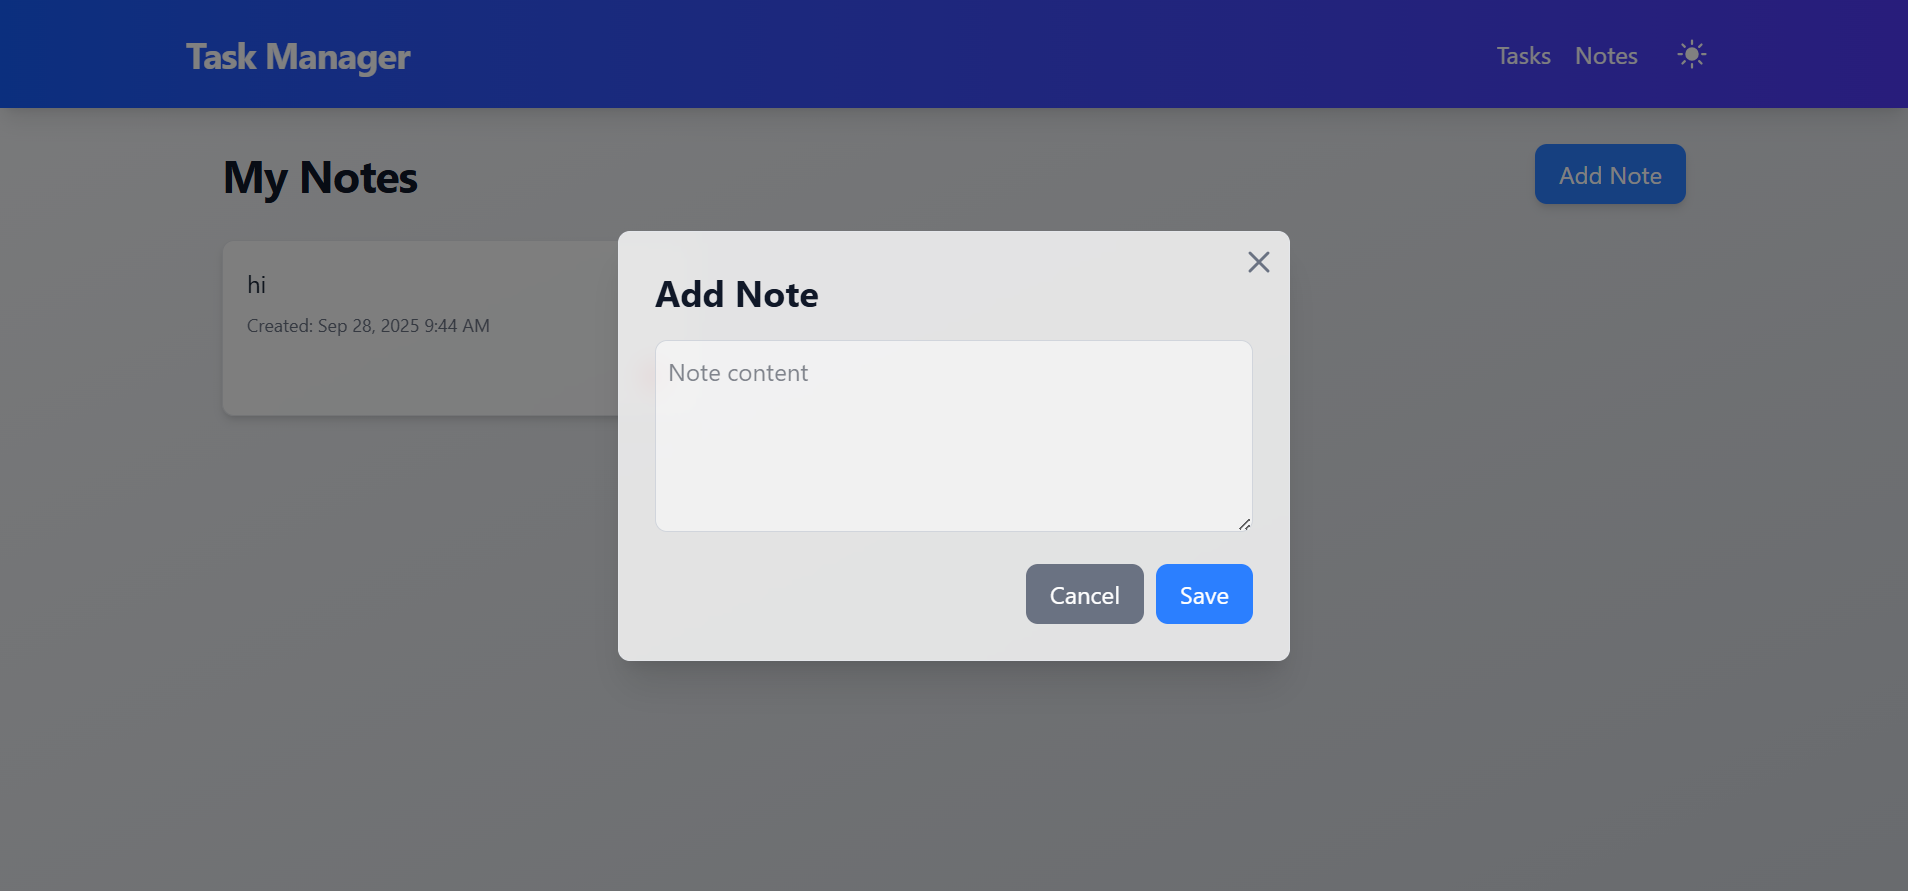 Task Manager
Tasks
Notes
My Notes
Add Note
hi
Created: Sep 28, 2025 9:44 AM
Add Note
Note content
Cancel
Save